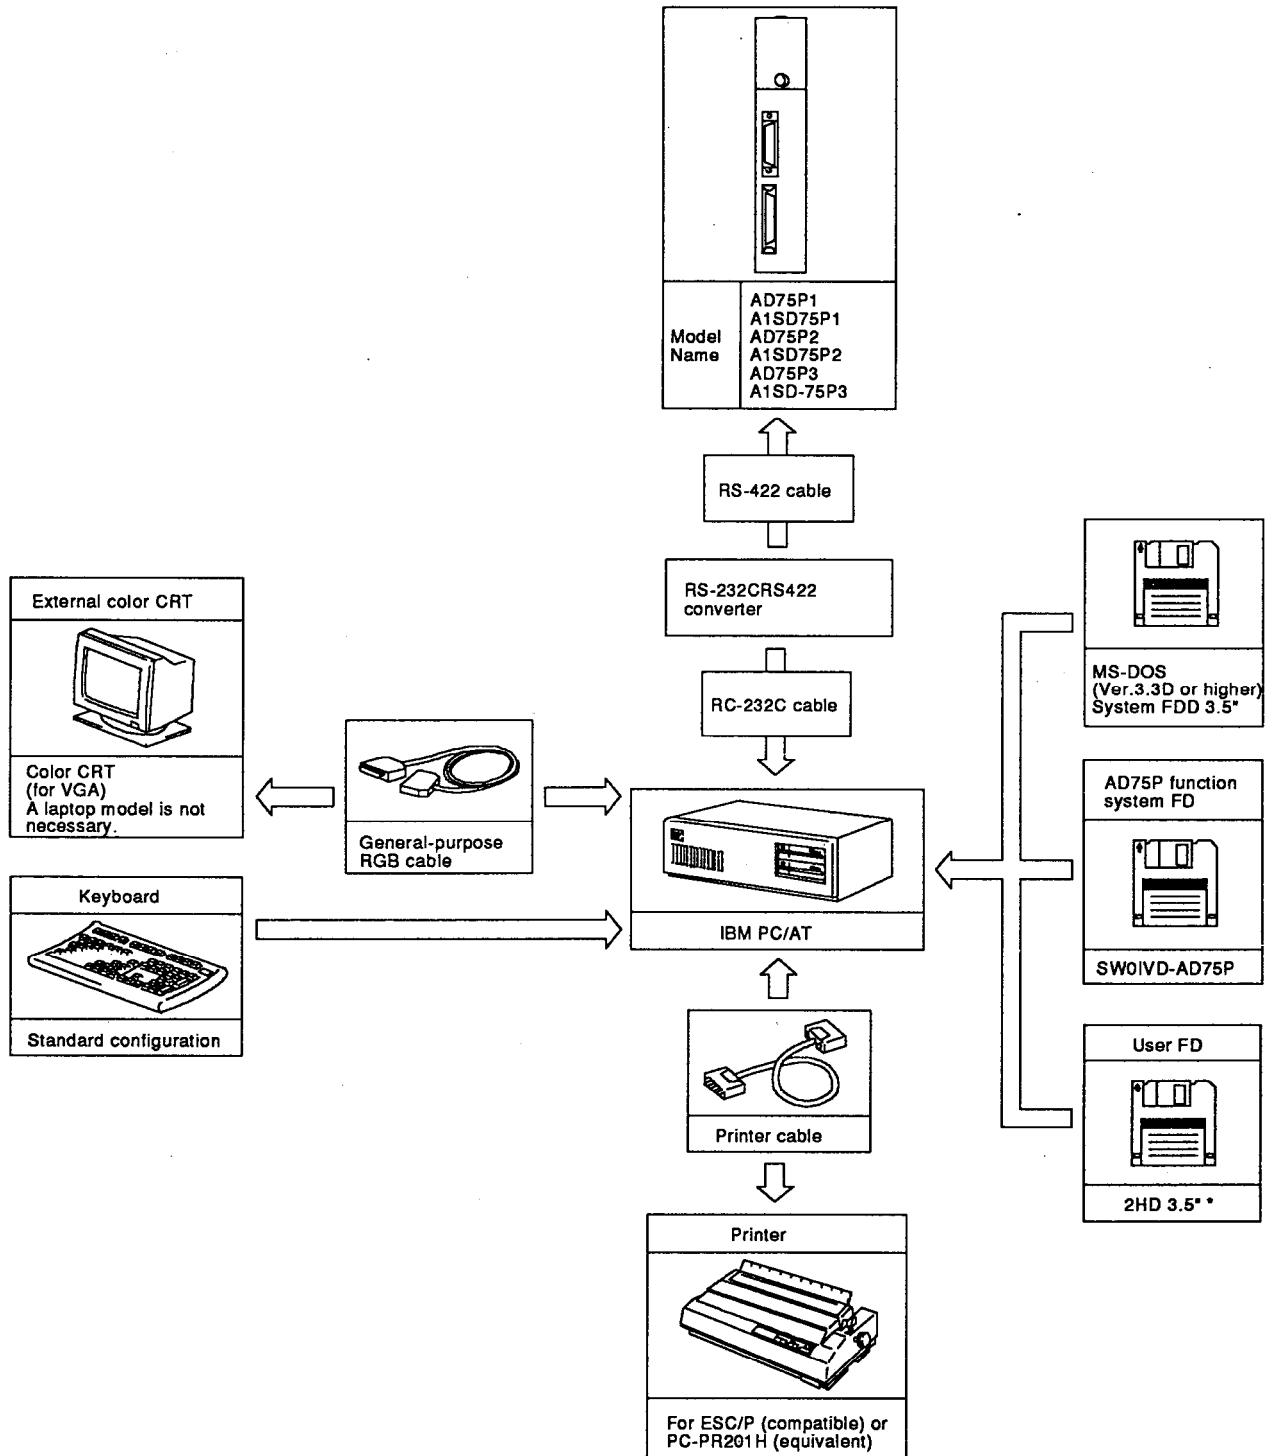 Model
Name
AD75P1
A1SD75P1
AD75P2
A1SD75P2
AD75P3
A1SD-75P3
RS-422 cable
RS-232CRS422
converter
RC-232C cable
External color CRT
Color CRT
(for VGA)
A laptop model is not
necessary.
General-purpose
RGB cable
Keyboard
Standard configuration
IBM PC/AT
MS-DOS
(Ver.3.3D or higher)
System FDD 3.5"
AD75P function
system FD
SW0IVD-AD75P
User FD
2HD 3.5" *
Printer cable
Printer
For ESC/P (compatible) or
PC-PR201H (equivalent)